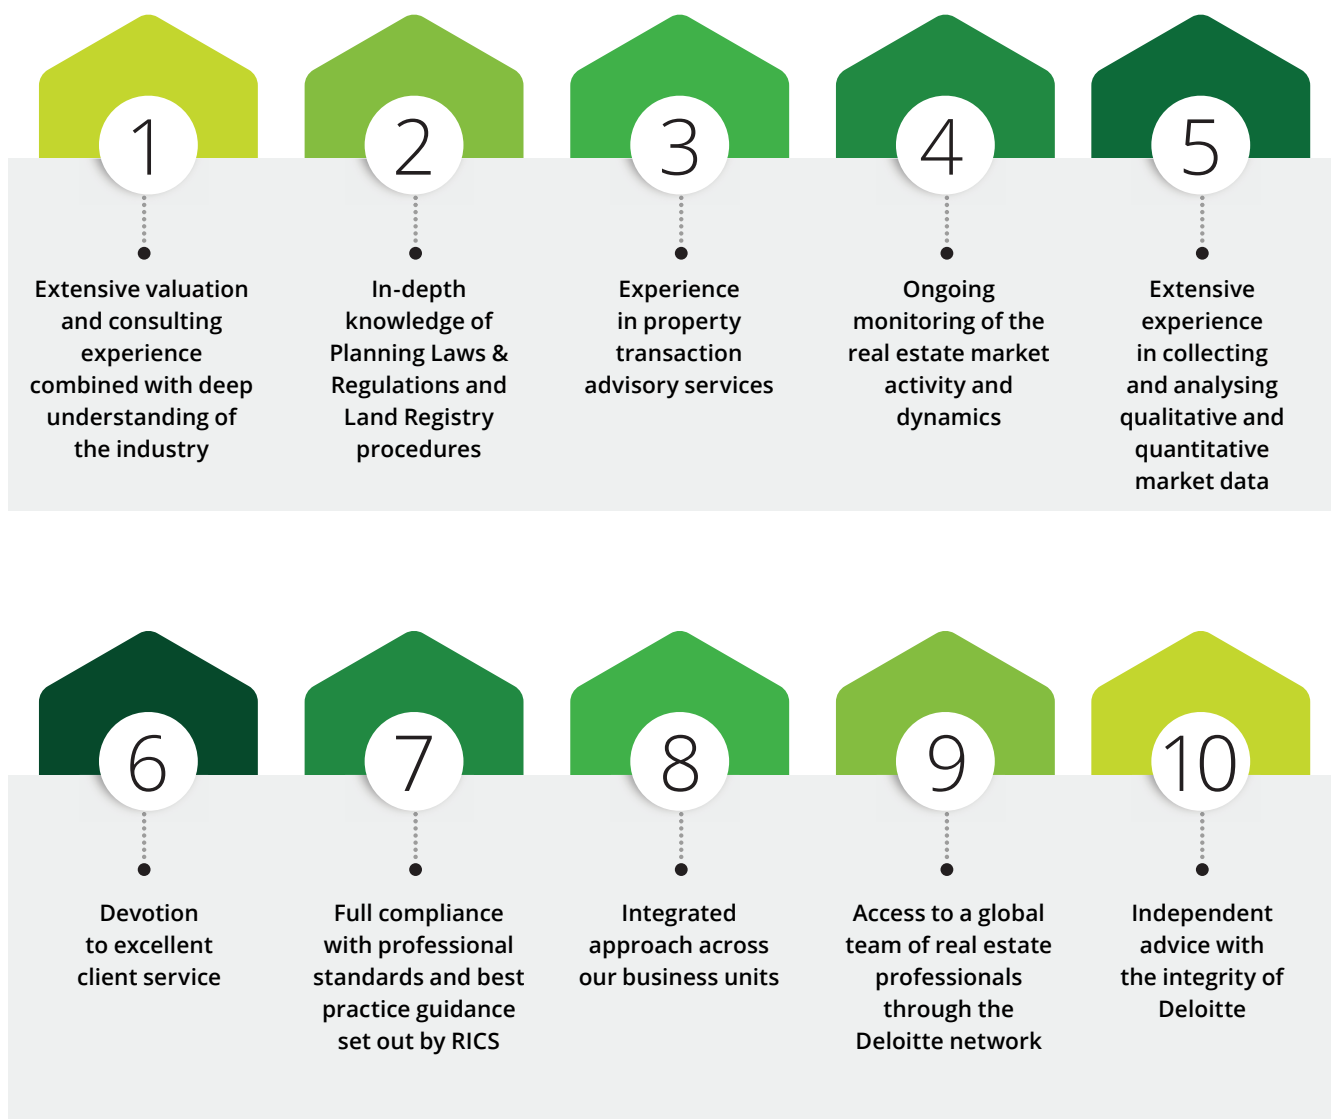 1
Extensive valuation
and consulting
experience
combined with deep
understanding of
the industry
2
In-depth
knowledge of
Planning Laws &
Regulations and
Land Registry
procedures
3
Experience
in property
transaction
advisory services
4
Ongoing
monitoring of the
real estate market
activity and
dynamics
5
Extensive
experience
in collecting
and analysing
qualitative and
quantitative
market data
6
Devotion
to excellent
client service
7
Full compliance
with professional
standards and best
practice guidance
set out by RICS
8
Integrated
approach across
our business units
9
Access to a global
team of real estate
professionals
through the
Deloitte network
10
Independent
advice with
the integrity of
Deloitte